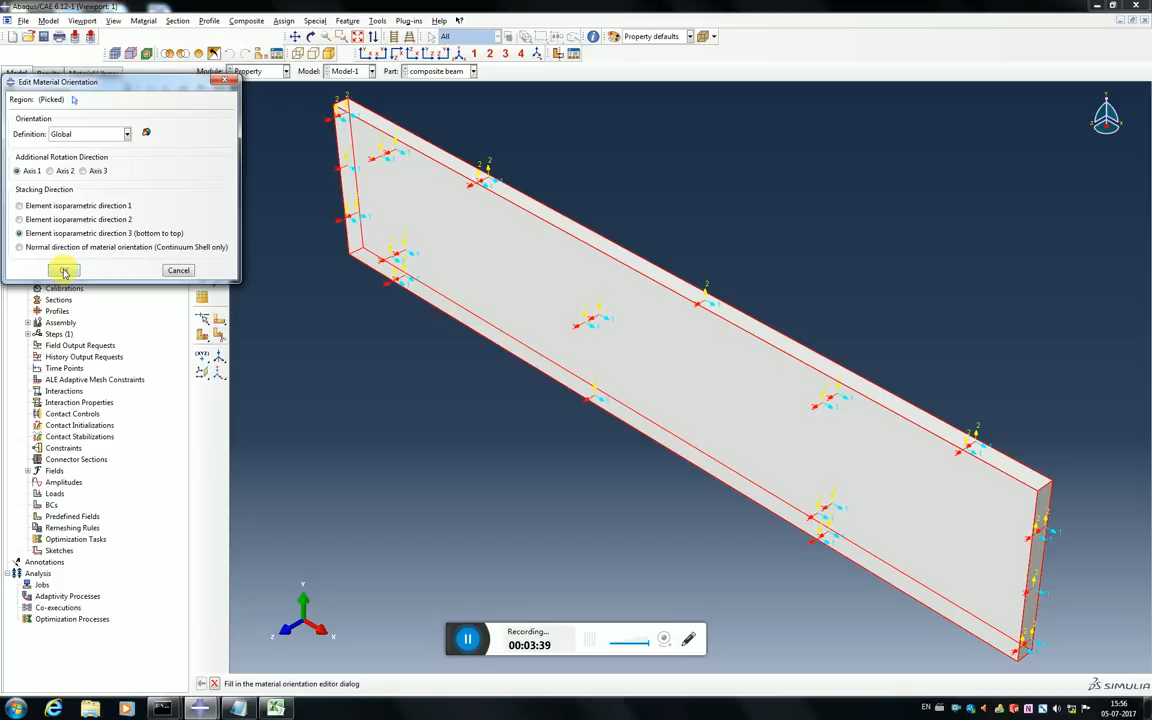 Abaqus/CAE 6.12-1 [Viewport: 1]
File Model Viewport View Material Section Profile Composite Assign Special Feature Tools Plug-ins Help
All
Property defaults
1 2 3 4
Module: Property Model: Model-1 Part: composite beam
Edit Material Orientation
Region: (Picked)
Orientation
Definition: Global
Additional Rotation Direction
Axis 1 Axis 2 Axis 3
Stacking Direction
Element isoparametric direction 1
Element isoparametric direction 2
Element isoparametric direction 3 (bottom to top)
Normal direction of material orientation (Continuum Shell only)
Cancel
Calibrations
Sections
Profiles
Assembly
Steps (1)
Field Output Requests
History Output Requests
Time Points
ALE Adaptive Mesh Constraints
Interactions
Interaction Properties
Contact Controls
Contact Initializations
Contact Stabilizations
Constraints
Connector Sections
Fields
Amplitudes
Loads
BCs
Predefined Fields
Remeshing Rules
Optimization Tasks
Sketches
Annotations
Analysis
Jobs
Adaptivity Processes
Co-executions
Optimization Processes
Y
Z
X
Recording...
00:03:39
Fill in the material orientation editor dialog
SIMULIA
EN
15:56
05-07-2017